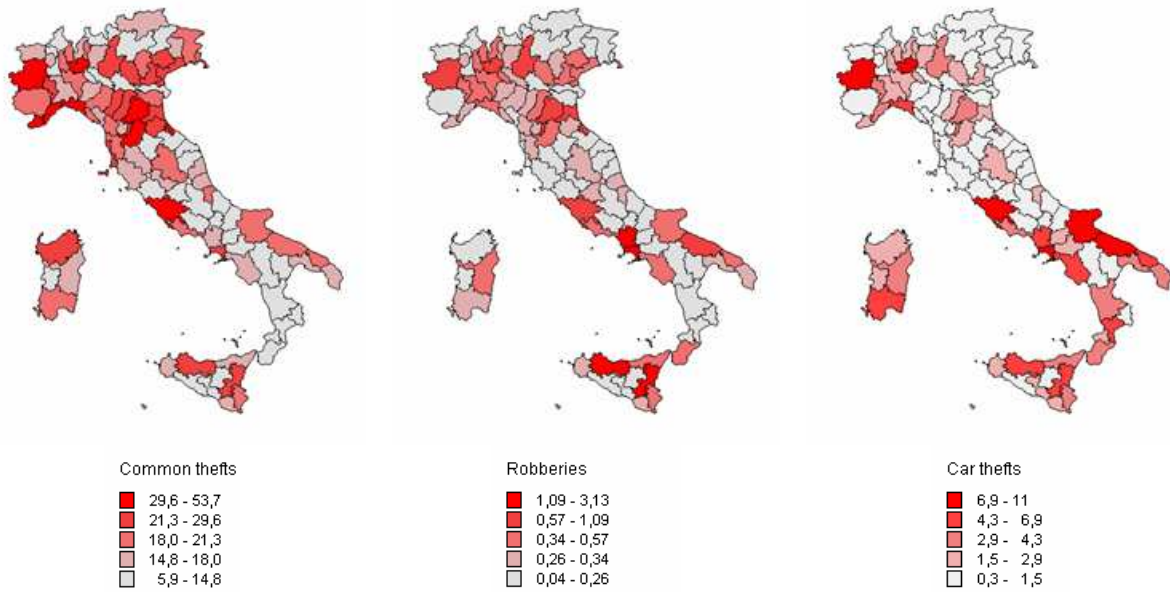 Common thefts
29,6 - 53,7
21,3 - 29,6
18,0 - 21,3
14,8 - 18,0
5,9 - 14,8
Robberies
1,09 - 3,13
0,57 - 1,09
0,34 - 0,57
0,26 - 0,34
0,04 - 0,26
Car thefts
6,9 - 11
4,3 - 6,9
2,9 - 4,3
1,5 - 2,9
0,3 - 1,5